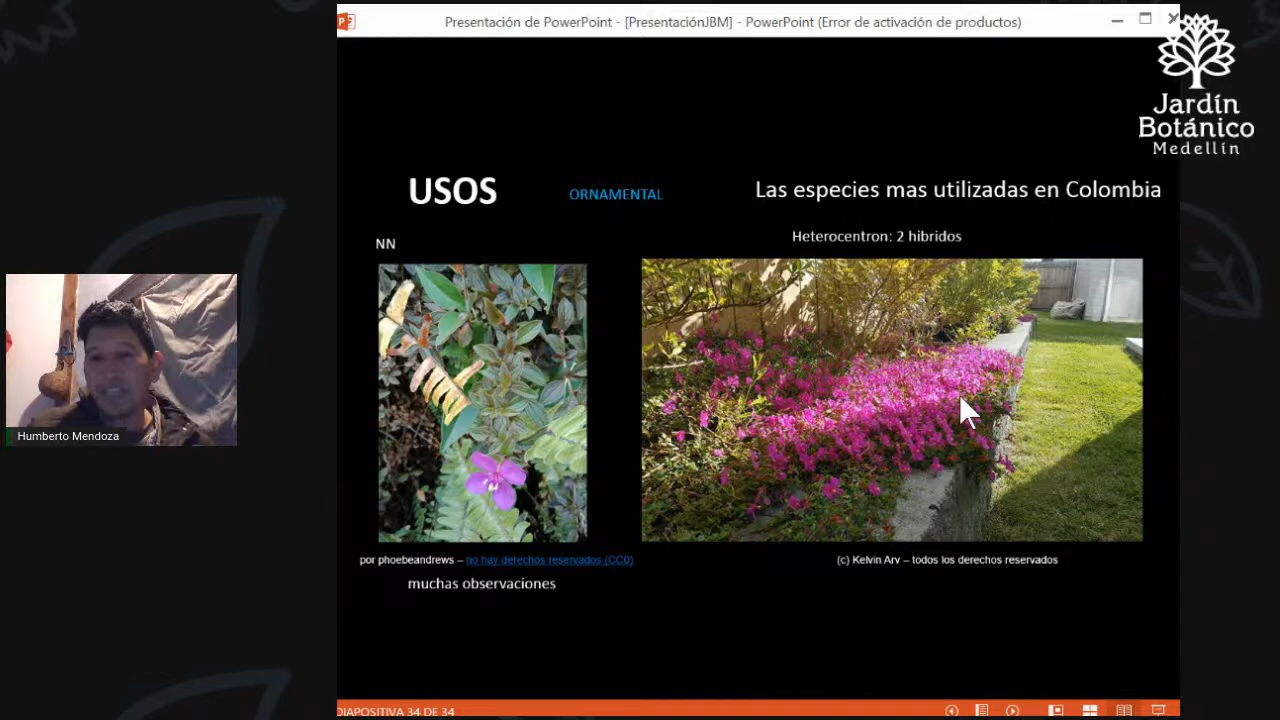 Presentación de PowerPoint - [PresentaciónJBM] - PowerPoint (Error de activación de productos)
Jardín
Botánico
Medellín
USOS
ORNAMENTAL
Las especies mas utilizadas en Colombia
NN
Heterocentron: 2 hibridos
Humberto Mendoza
por phoebeandrews – no hay derechos reservados (CC0)
(c) Kelvin Arv – todos los derechos reservados
muchas observaciones
DIAPOSITIVA 34 DE 34